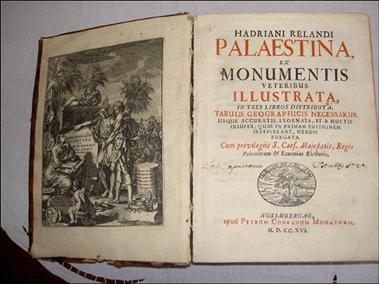 HADRIANI RELANDI
PALAESTINA,
EX
MONUMENTIS
VETERIBUS
ILLUSTRATA,
IN TRES LIBROS DISTRIBUTA,
TABULIS GEOGRAPHICIS NECESSARIIS,
IISQUE ACCURATIS EXORNATA, ET A MULTIS
INSUPER, QUAE IN PRIMAM EDITIONEM
IRREPSERANT, MENDIS
PURGATA.
Cum privilegiis S. Caes. Majestatis, Regis
Poloniarum & Saxoniae Electoris,
NORIMBERGAE,
apud PETRUM CONRADUM MONATHUM,
M. D. CC. XVI.